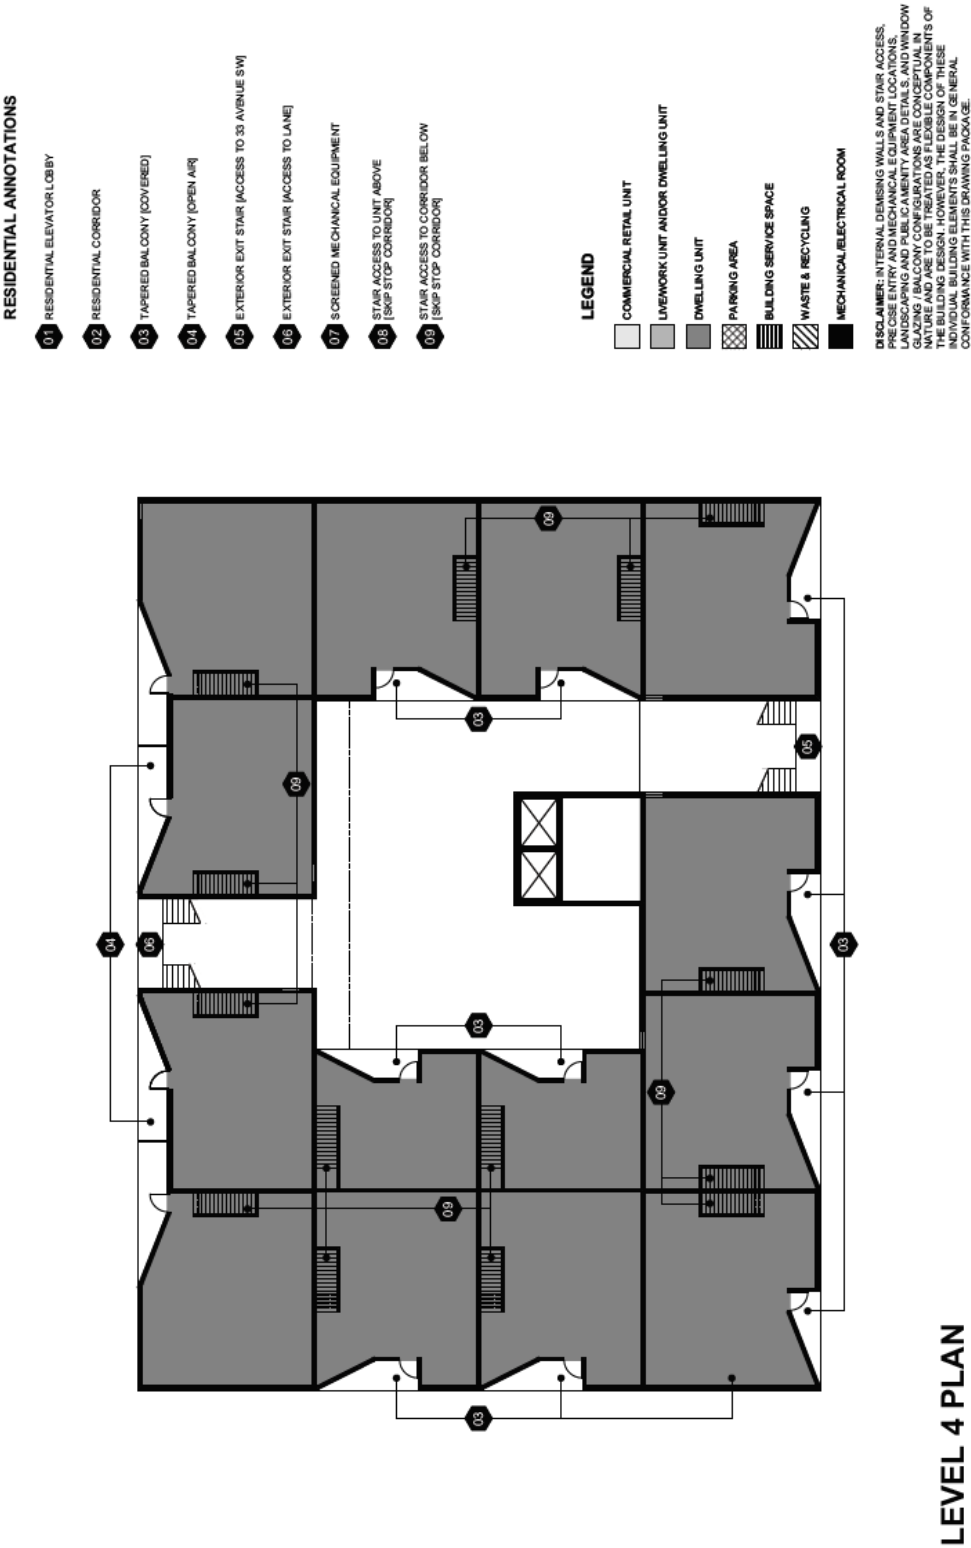 RESIDENTIAL ANNOTATIONS
01 RESIDENTIAL ELEVATOR LOBBY
02 RESIDENTIAL CORRIDOR
03 TAPERED BALCONY [COVERED]
04 TAPERED BALCONY [OPEN AIR]
05 EXTERIOR EXIT STAIR [ACCESS TO 33 AVENUE SW]
06 EXTERIOR EXIT STAIR [ACCESS TO LANE]
07 SCREENED MECHANICAL EQUIPMENT
08 STAIR ACCESS TO UNIT ABOVE
[SKIP STOP CORRIDOR]
09 STAIR ACCESS TO CORRIDOR BELOW
[SKIP STOP CORRIDOR]
LEGEND
COMMERCIAL RETAIL UNIT
LIVE/WORK UNIT AND/OR DWELLING UNIT
DWELLING UNIT
PARKING AREA
BUILDING SERVICE SPACE
WASTE & RECYCLING
MECHANICAL/ELECTRICAL ROOM
DISCLAIMER: INTERNAL DEMISING WALLS AND STAIR ACCESS,
PRECISE ENTRY AND MECHANICAL EQUIPMENT LOCATIONS,
LANDSCAPING AND PUBLIC AMENITY AREA DETAILS, AND WINDOW
GLAZING / BALCONY CONFIGURATIONS ARE CONCEPTUAL IN
NATURE AND ARE TO BE TREATED AS FLEXIBLE COMPONENTS OF
THE BUILDING DESIGN. HOWEVER, THE DESIGN OF THESE
INDIVIDUAL BUILDING ELEMENTS SHALL BE IN GENERAL
CONFORMANCE WITH THIS DRAWING PACKAGE.
04
06
09
03
09
03
05
09
03
09
03
03
LEVEL 4 PLAN